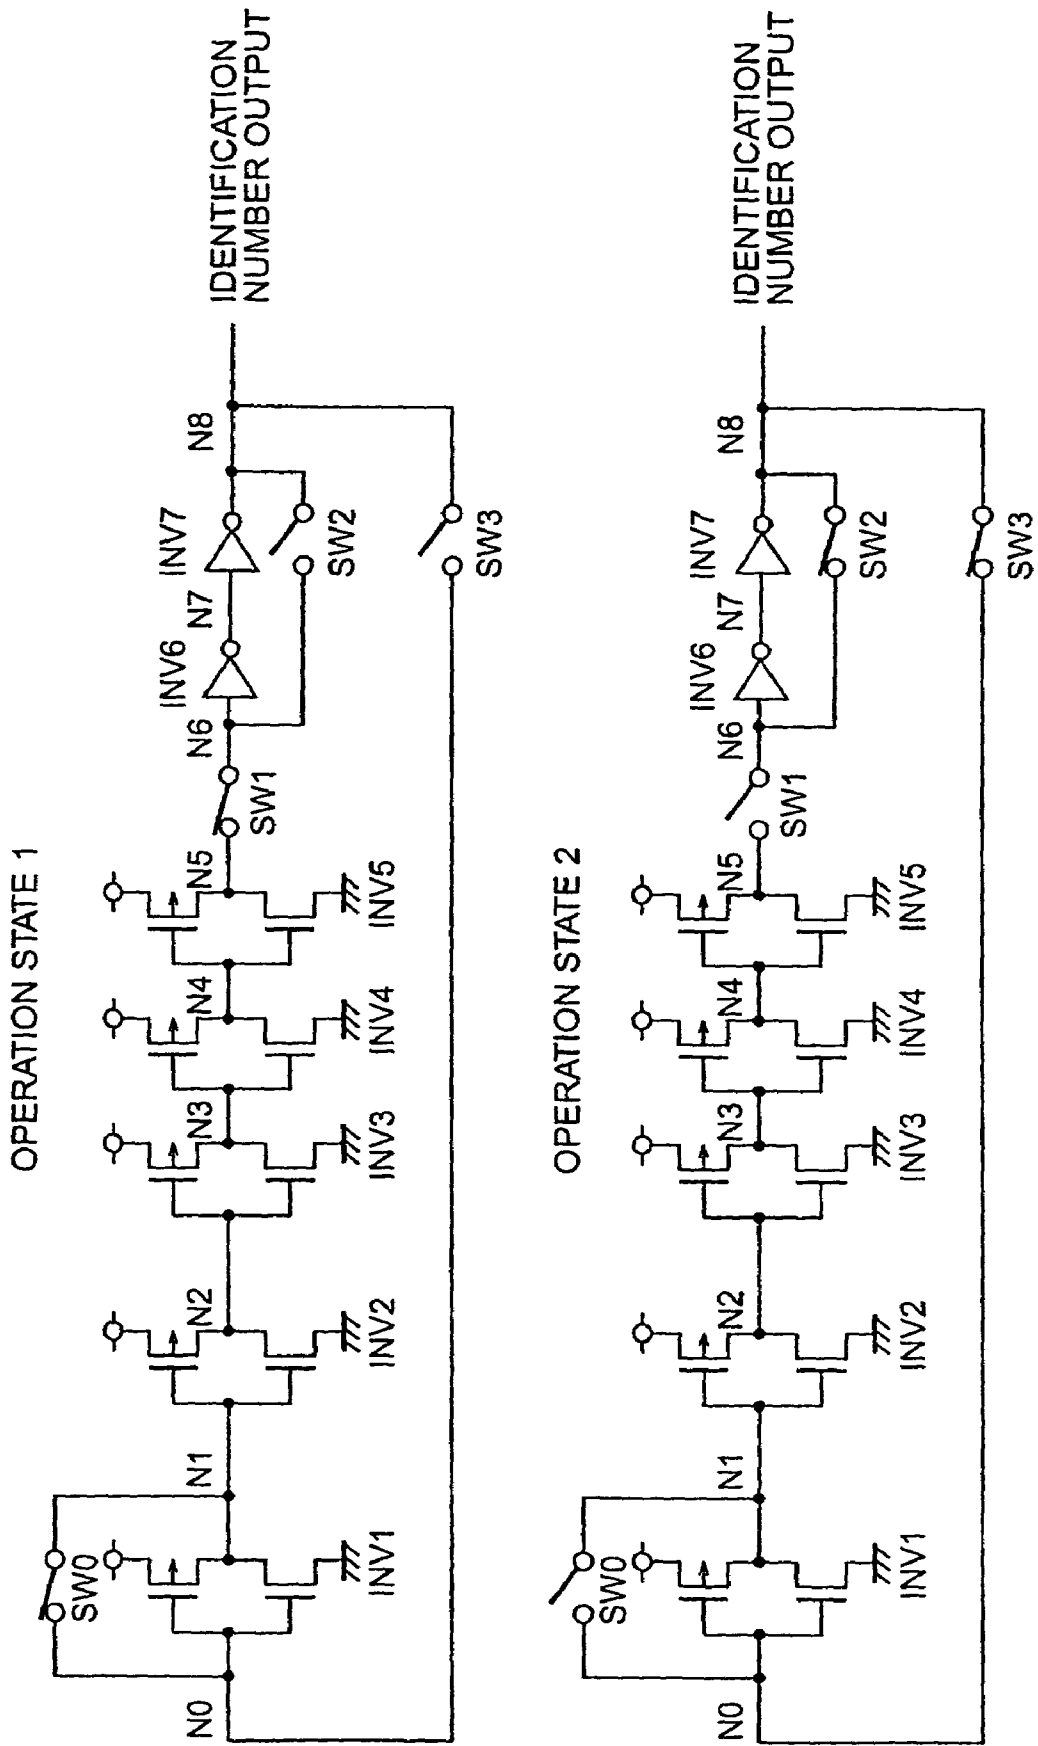 OPERATION STATE 1
SW0
N0
N1
N2
N3
N4
N5
N6
N7
N8
INV1
INV2
INV3
INV4
INV5
SW1
INV6
INV7
SW2
SW3
IDENTIFICATION
NUMBER OUTPUT
OPERATION STATE 2
SW0
N0
N1
N2
N3
N4
N5
N6
N7
N8
INV1
INV2
INV3
INV4
INV5
SW1
INV6
INV7
SW2
SW3
IDENTIFICATION
NUMBER OUTPUT